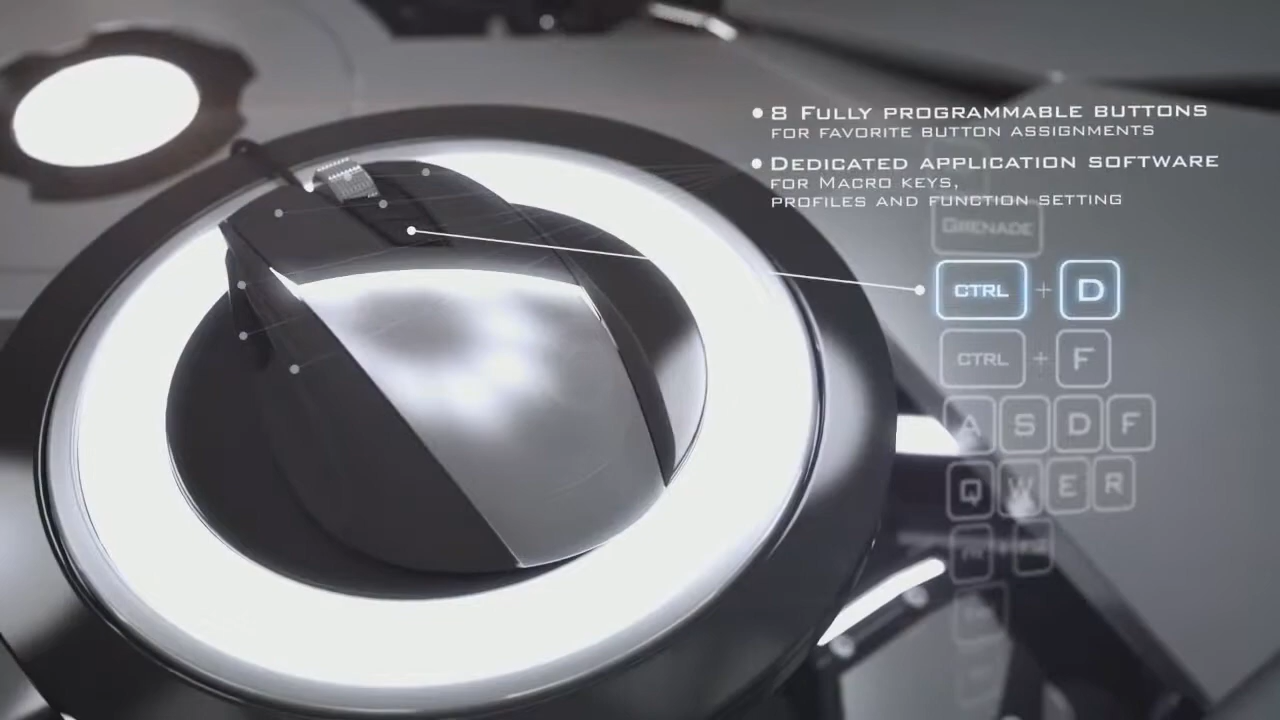 8 Fully programmable buttons
for favorite button assignments
Dedicated application software
for Macro keys,
profiles and function setting
Grenade
CTRL + D
CTRL + F
A S D F
Q W E R